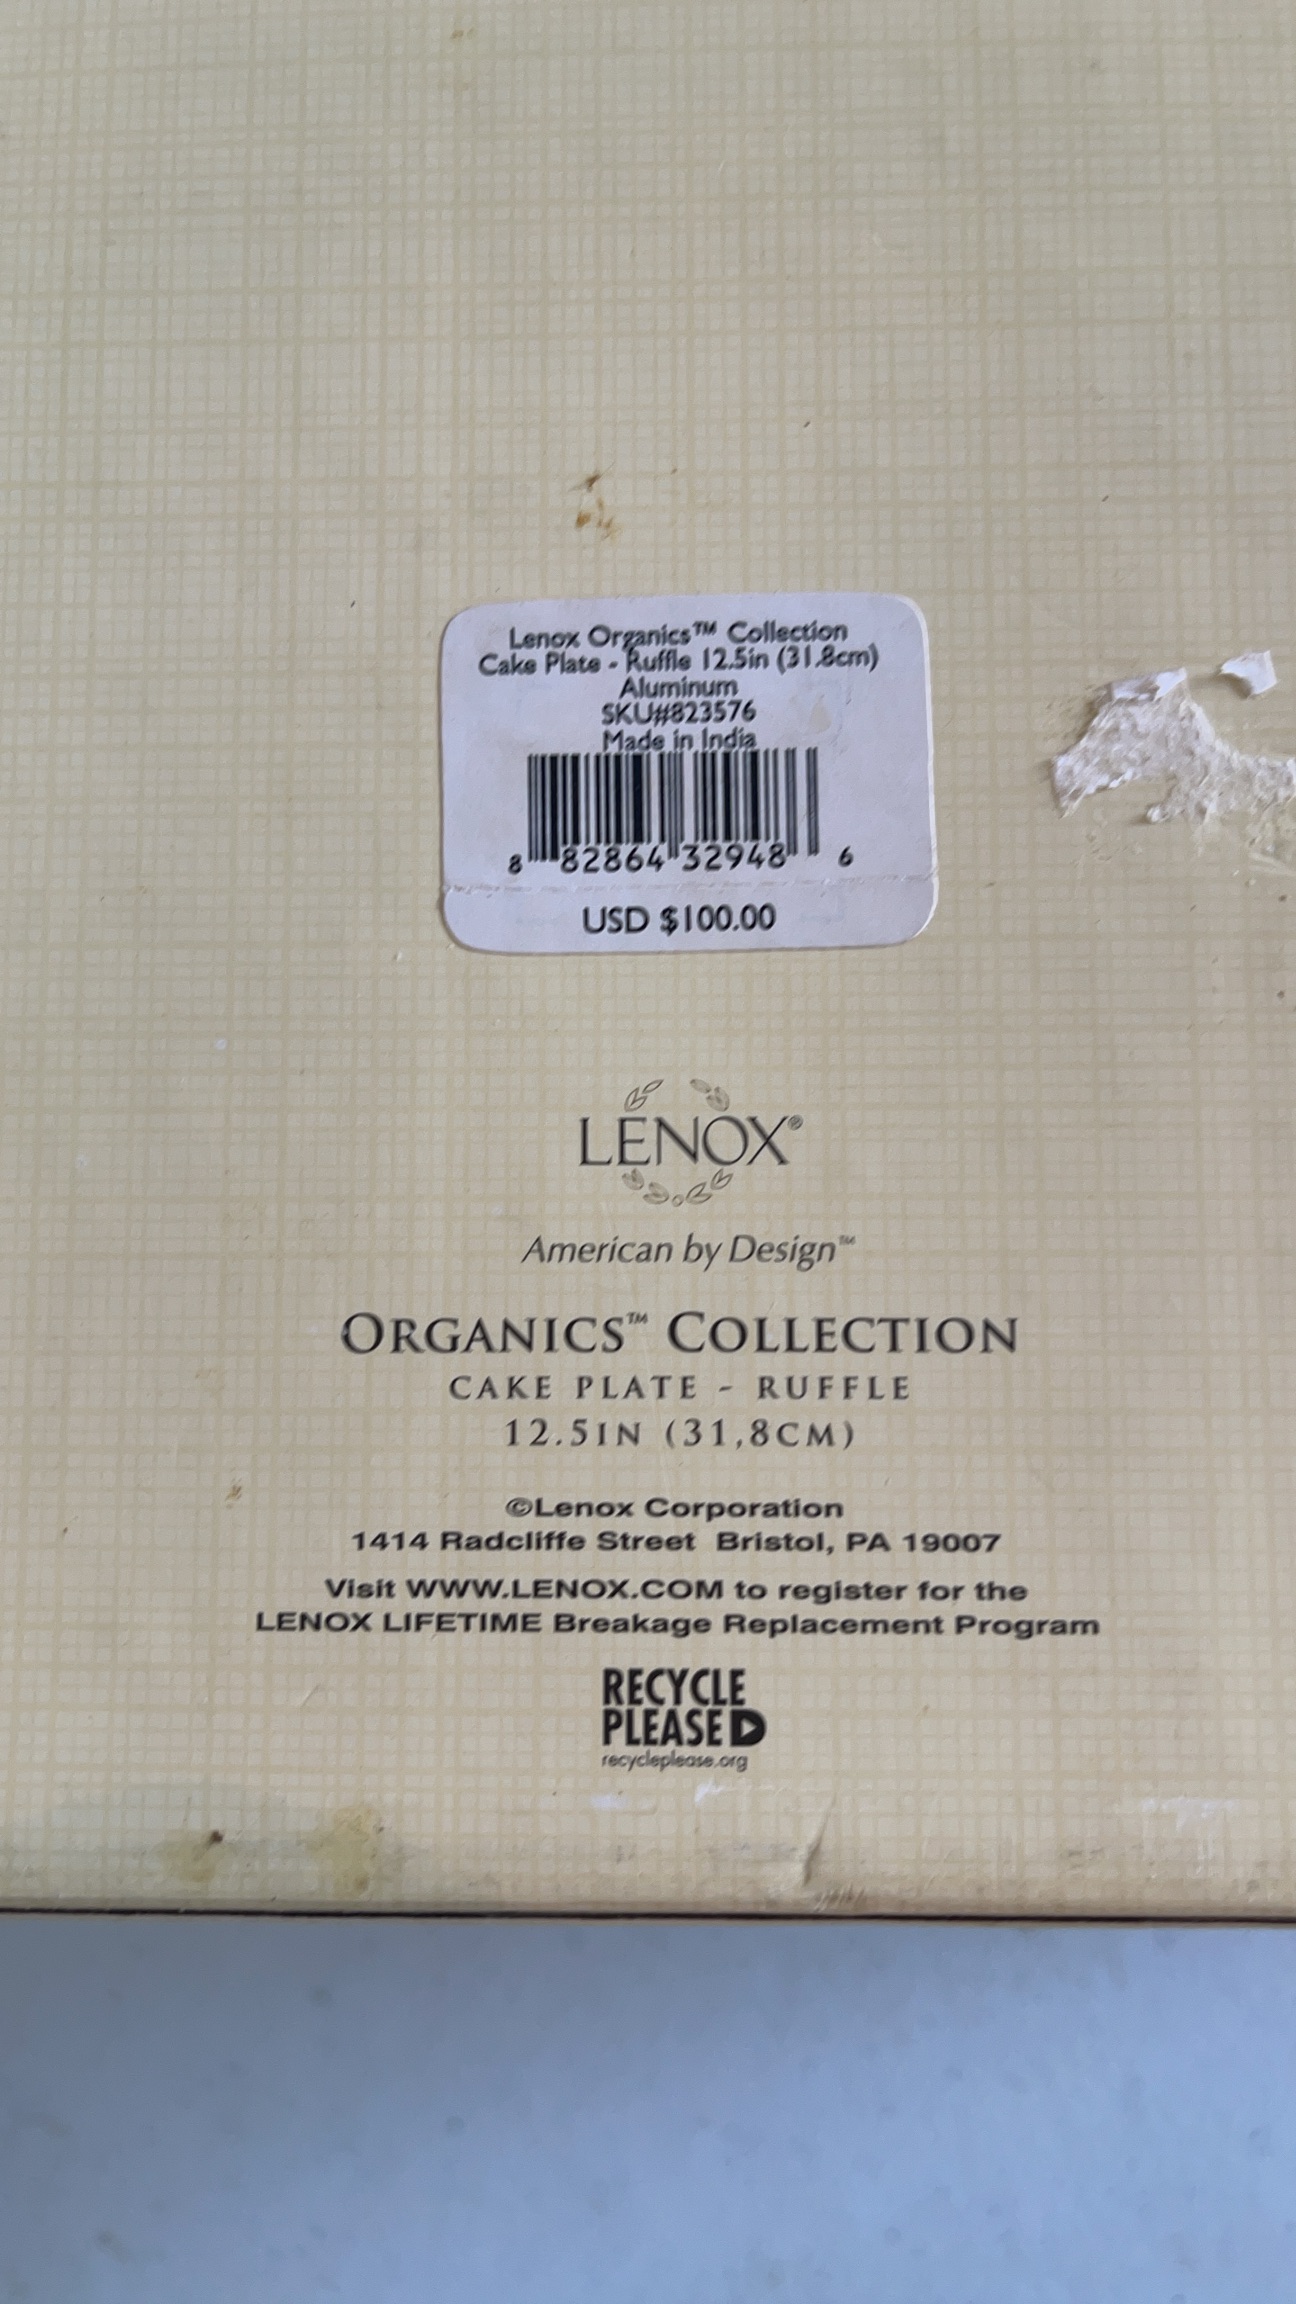 Lenox Organics™ Collection
Cake Plate - Ruffle 12.5in (31.8cm)
Aluminum
SKU#823576
Made in India
8 82864 32948 6
USD $100.00
LENOX®
American by Design™
ORGANICS™ COLLECTION
CAKE PLATE - RUFFLE
12.5IN (31,8CM)
©Lenox Corporation
1414 Radcliffe Street Bristol, PA 19007
Visit WWW.LENOX.COM to register for the
LENOX LIFETIME Breakage Replacement Program
RECYCLE
PLEASE
recycleplease.org